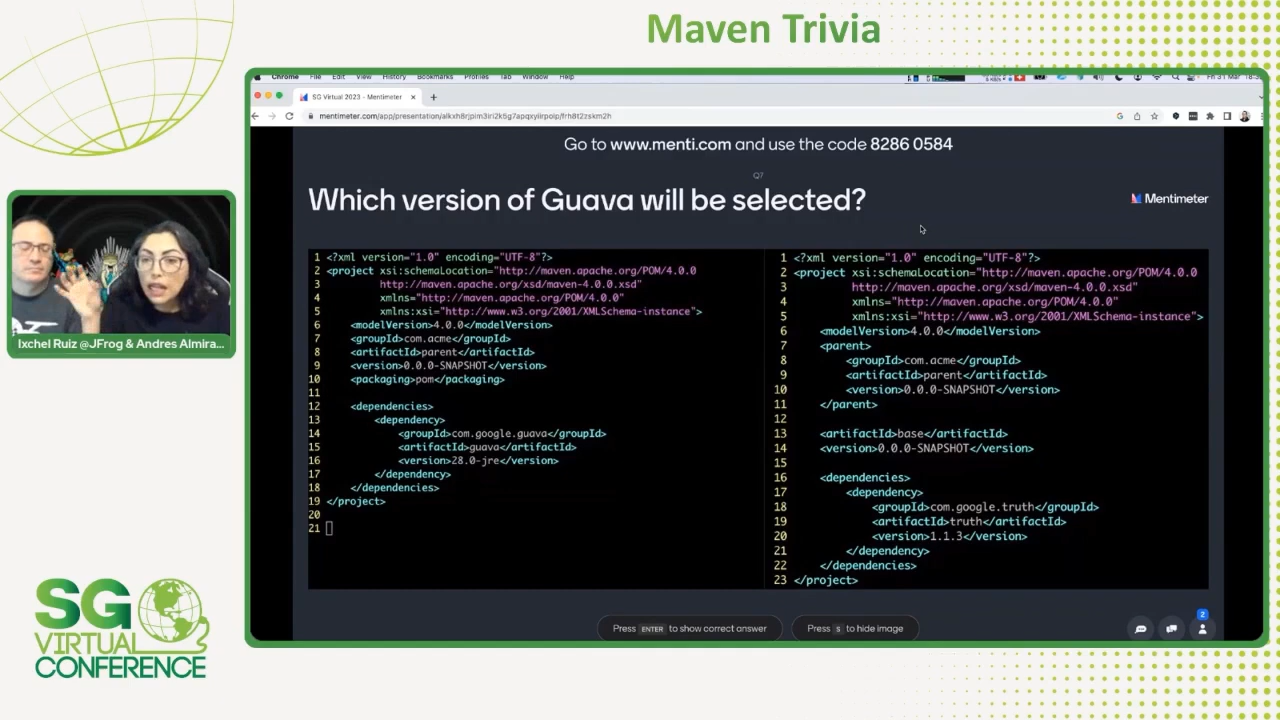 Maven Trivia
Chrome File Edit View History Bookmarks Profiles Tab Window Help
SG Virtual 2023 - Mentimeter
Go to www.menti.com and use the code 8286 0584
Q7
Which version of Guava will be selected?
Mentimeter
1 <?xml version="1.0" encoding="UTF-8"?>
2 <project xsi:schemaLocation="http://maven.apache.org/POM/4.0.0
3 http://maven.apache.org/xsd/maven-4.0.0.xsd"
4 xmlns="http://maven.apache.org/POM/4.0.0"
5 xmlns:xsi="http://www.w3.org/2001/XMLSchema-instance">
6 <modelVersion>4.0.0</modelVersion>
7 <groupId>com.acme</groupId>
8 <artifactId>parent</artifactId>
9 <version>0.0.0-SNAPSHOT</version>
10 <packaging>pom</packaging>
11
12 <dependencies>
13 <dependency>
14 <groupId>com.google.guava</groupId>
15 <artifactId>guava</artifactId>
16 <version>28.0-jre</version>
17 </dependency>
18 </dependencies>
19 </project>
20
21
1 <?xml version="1.0" encoding="UTF-8"?>
2 <project xsi:schemaLocation="http://maven.apache.org/POM/4.0.0
3 http://maven.apache.org/xsd/maven-4.0.0.xsd"
4 xmlns="http://maven.apache.org/POM/4.0.0"
5 xmlns:xsi="http://www.w3.org/2001/XMLSchema-instance">
6 <modelVersion>4.0.0</modelVersion>
7 <parent>
8 <groupId>com.acme</groupId>
9 <artifactId>parent</artifactId>
10 <version>0.0.0-SNAPSHOT</version>
11 </parent>
12
13 <artifactId>base</artifactId>
14 <version>0.0.0-SNAPSHOT</version>
15
16 <dependencies>
17 <dependency>
18 <groupId>com.google.truth</groupId>
19 <artifactId>truth</artifactId>
20 <version>1.1.3</version>
21 </dependency>
22 </dependencies>
23 </project>
Press ENTER to show correct answer
Press S to hide image
2
Ixchel Ruiz @JFrog & Andres Almira...
SG
VIRTUAL
CONFERENCE